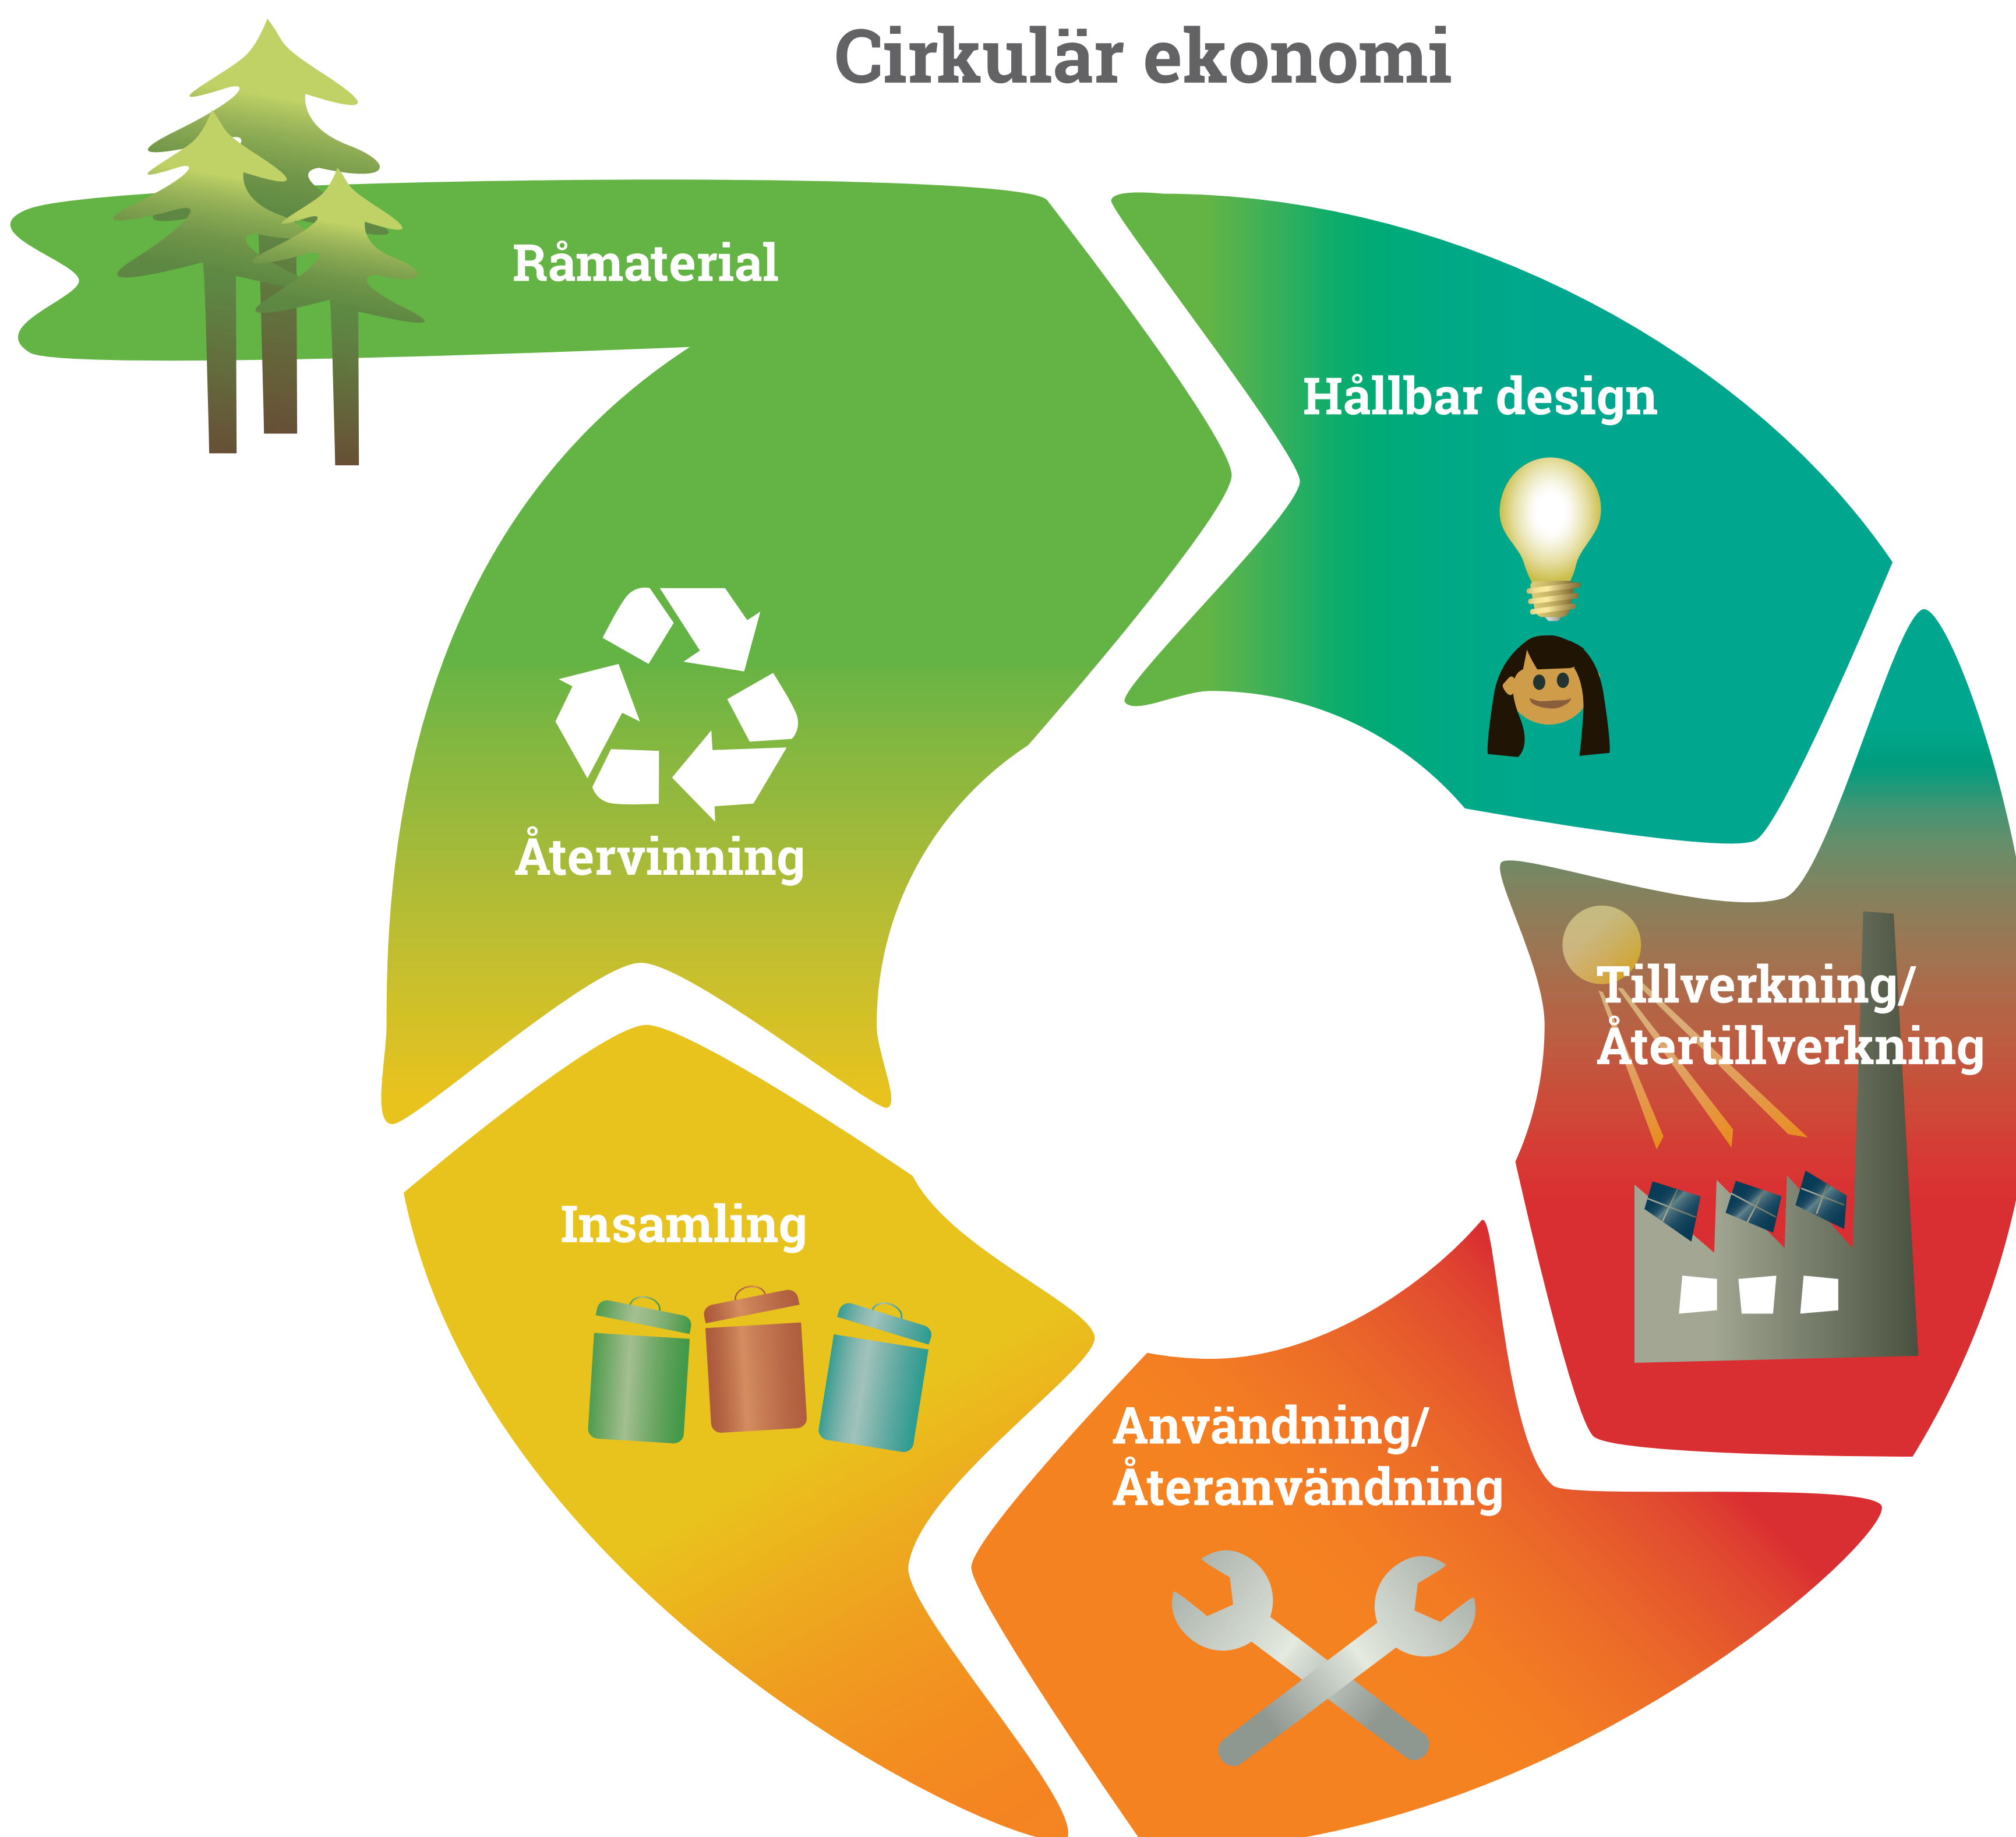 Cirkulär ekonomi
Råmaterial
Hållbar design
Återvinning
Tillverkning/
Återtillverkning
Insamling
Användning/
Återanvändning